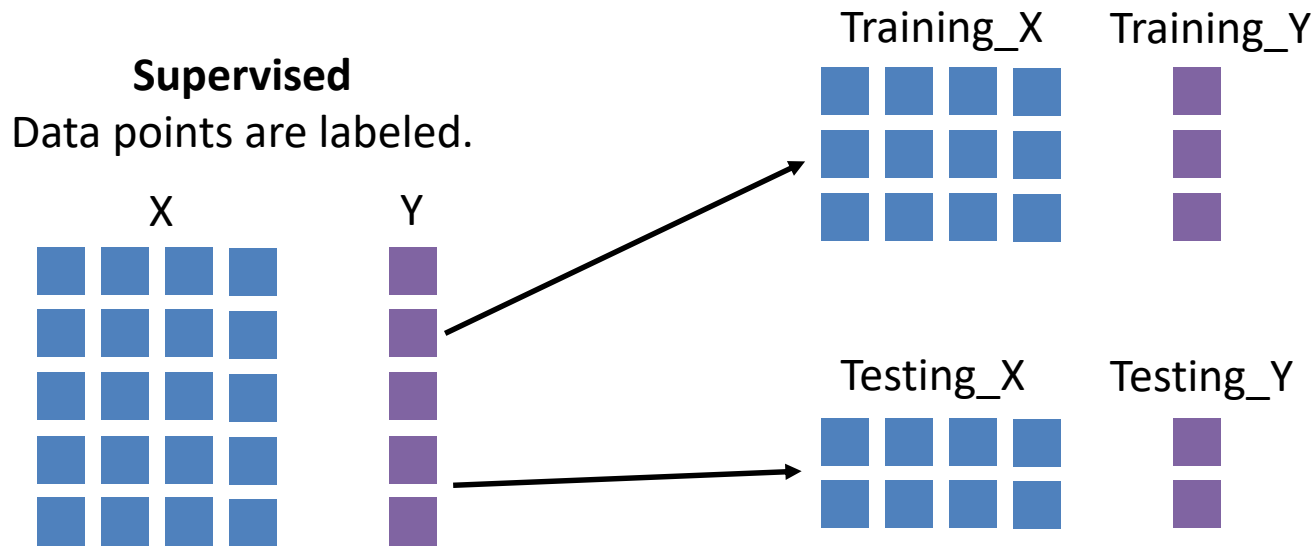 Supervised
Data points are labeled.
X
Y
Training_X
Training_Y
Testing_X
Testing_Y